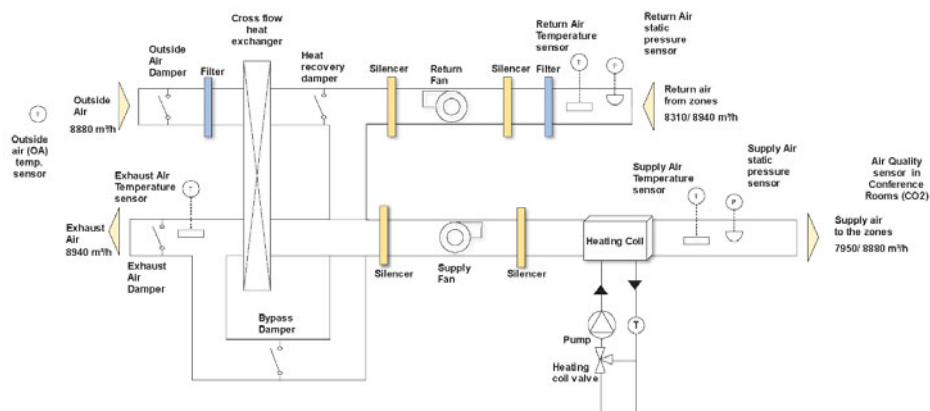 Cross flow
heat
exchanger
Outside
Air
Damper
Filter
Heat
recovery
damper
Silencer
Return
Fan
Silencer
Filter
Return Air
Temperature
sensor
Return Air
static
pressure
sensor
T
P
T
Outside
air (OA)
temp.
sensor
Outside
Air
8880 m³/h
Return air
from zones
8310/ 8940 m³/h
Exhaust Air
Temperature
sensor
T
Supply Air
Temperature
sensor
T
Supply Air
static
pressure
sensor
P
Air Quality
sensor in
Conference
Rooms (CO2)
Exhaust
Air
8940 m³/h
Exhaust
Air
Damper
Silencer
Supply
Fan
Silencer
Heating Coil
Supply air
to the zones
7950/ 8880 m³/h
Bypass
Damper
Pump
T
Heating
coil valve